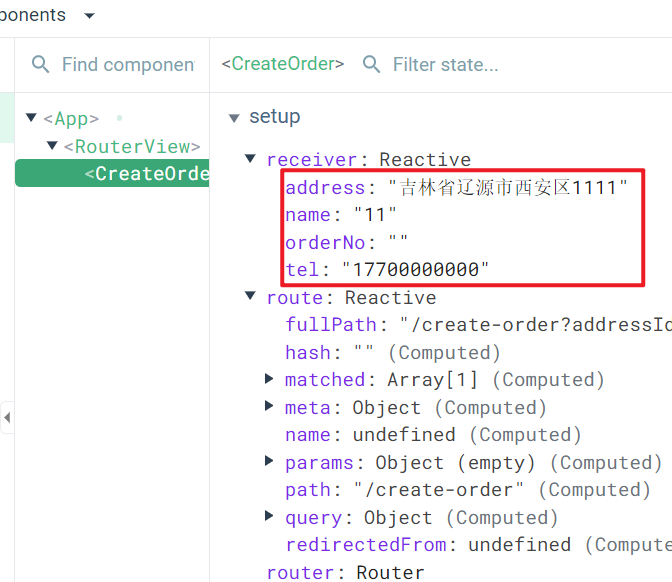 ponents
Find componen
<CreateOrder>
Filter state...
<App>
<RouterView>
<CreateOrde
setup
receiver: Reactive
address: "吉林省辽源市西安区1111"
name: "11"
orderNo: ""
tel: "17700000000"
route: Reactive
fullPath: "/create-order?addressId
hash: "" (Computed)
matched: Array[1] (Computed)
meta: Object (Computed)
name: undefined (Computed)
params: Object (empty) (Computed)
path: "/create-order" (Computed)
query: Object (Computed)
redirectedFrom: undefined (Compute
router: Router